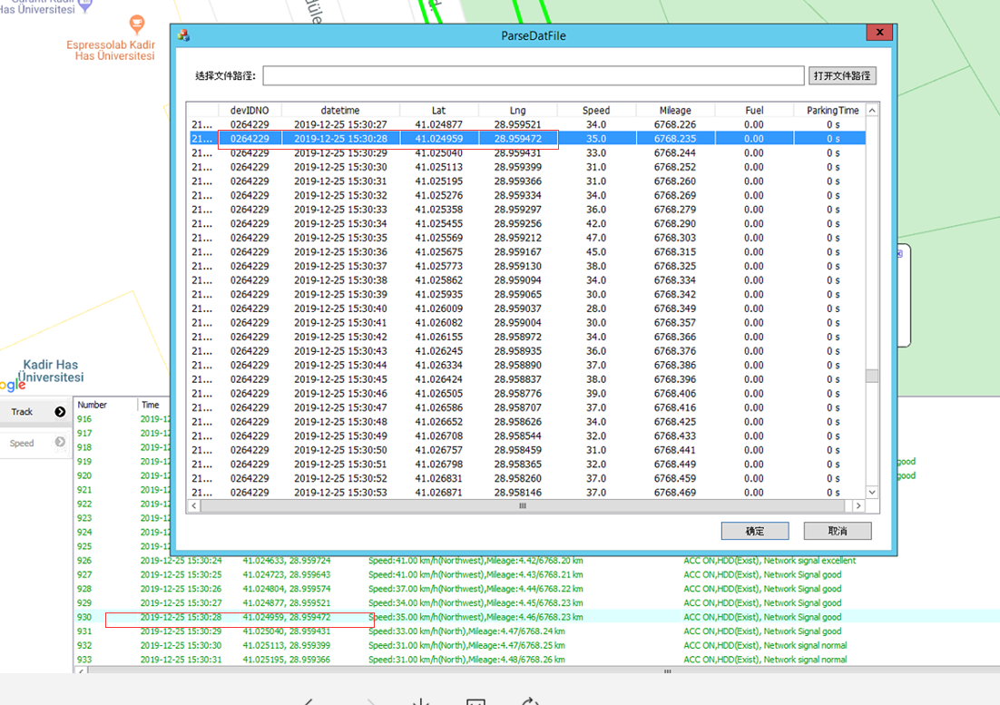 Has Üniversitesi
Espressolab Kadir
Has Üniversitesi
düle
d.
ParseDatFile
选择文件路径:
打开文件路径
devIDNO datetime Lat Lng Speed Mileage Fuel ParkingTime
21... 0264229 2019-12-25 15:30:27 41.024877 28.959521 34.0 6768.226 0.00 0 s
21... 0264229 2019-12-25 15:30:28 41.024959 28.959472 35.0 6768.235 0.00 0 s
21... 0264229 2019-12-25 15:30:29 41.025040 28.959431 33.0 6768.244 0.00 0 s
21... 0264229 2019-12-25 15:30:30 41.025113 28.959399 31.0 6768.252 0.00 0 s
21... 0264229 2019-12-25 15:30:31 41.025195 28.959366 31.0 6768.260 0.00 0 s
21... 0264229 2019-12-25 15:30:32 41.025276 28.959334 34.0 6768.269 0.00 0 s
21... 0264229 2019-12-25 15:30:33 41.025358 28.959297 36.0 6768.279 0.00 0 s
21... 0264229 2019-12-25 15:30:34 41.025455 28.959256 42.0 6768.290 0.00 0 s
21... 0264229 2019-12-25 15:30:35 41.025569 28.959212 47.0 6768.303 0.00 0 s
21... 0264229 2019-12-25 15:30:36 41.025675 28.959167 45.0 6768.315 0.00 0 s
21... 0264229 2019-12-25 15:30:37 41.025773 28.959130 38.0 6768.325 0.00 0 s
21... 0264229 2019-12-25 15:30:38 41.025862 28.959094 34.0 6768.334 0.00 0 s
21... 0264229 2019-12-25 15:30:39 41.025935 28.959065 30.0 6768.342 0.00 0 s
21... 0264229 2019-12-25 15:30:40 41.026009 28.959037 28.0 6768.349 0.00 0 s
21... 0264229 2019-12-25 15:30:41 41.026082 28.959004 30.0 6768.357 0.00 0 s
21... 0264229 2019-12-25 15:30:42 41.026155 28.958972 34.0 6768.366 0.00 0 s
21... 0264229 2019-12-25 15:30:43 41.026245 28.958935 36.0 6768.376 0.00 0 s
21... 0264229 2019-12-25 15:30:44 41.026334 28.958890 37.0 6768.386 0.00 0 s
21... 0264229 2019-12-25 15:30:45 41.026424 28.958837 38.0 6768.396 0.00 0 s
21... 0264229 2019-12-25 15:30:46 41.026505 28.958776 39.0 6768.406 0.00 0 s
21... 0264229 2019-12-25 15:30:47 41.026586 28.958707 37.0 6768.416 0.00 0 s
21... 0264229 2019-12-25 15:30:48 41.026652 28.958626 34.0 6768.425 0.00 0 s
21... 0264229 2019-12-25 15:30:49 41.026708 28.958544 32.0 6768.433 0.00 0 s
21... 0264229 2019-12-25 15:30:50 41.026757 28.958459 31.0 6768.441 0.00 0 s
21... 0264229 2019-12-25 15:30:51 41.026798 28.958365 32.0 6768.449 0.00 0 s
21... 0264229 2019-12-25 15:30:52 41.026831 28.958260 37.0 6768.459 0.00 0 s
21... 0264229 2019-12-25 15:30:53 41.026871 28.958146 37.0 6768.469 0.00 0 s
确定 取消
Kadir Has
Üniversitesi
ogle
Track
Speed
Number Time
916 2019-12
917 2019-12
918 2019-12
919 2019-12 good
920 2019-12 good
921 2019-12
922 2019-12
923 2019-12
924 2019-12
925 2019-12
926 2019-12-25 15:30:24 41.024633, 28.959724 Speed:41.00 km/h(Northwest),Mileage:4.42/6768.20 km ACC ON,HDD(Exist), Network signal excellent
927 2019-12-25 15:30:25 41.024723, 28.959643 Speed:41.00 km/h(Northwest),Mileage:4.43/6768.21 km ACC ON,HDD(Exist), Network Signal good
928 2019-12-25 15:30:26 41.024804, 28.959574 Speed:37.00 km/h(Northwest),Mileage:4.44/6768.22 km ACC ON,HDD(Exist), Network Signal good
929 2019-12-25 15:30:27 41.024877, 28.959521 Speed:34.00 km/h(Northwest),Mileage:4.45/6768.23 km ACC ON,HDD(Exist), Network Signal good
930 2019-12-25 15:30:28 41.024959, 28.959472 Speed:35.00 km/h(Northwest),Mileage:4.46/6768.23 km ACC ON,HDD(Exist), Network Signal good
931 2019-12-25 15:30:29 41.025040, 28.959431 Speed:33.00 km/h(North),Mileage:4.47/6768.24 km ACC ON,HDD(Exist), Network Signal good
932 2019-12-25 15:30:30 41.025113, 28.959399 Speed:31.00 km/h(North),Mileage:4.47/6768.25 km ACC ON,HDD(Exist), Network Signal normal
933 2019-12-25 15:30:31 41.025195, 28.959366 Speed:31.00 km/h(North),Mileage:4.48/6768.26 km ACC ON,HDD(Exist), Network Signal normal